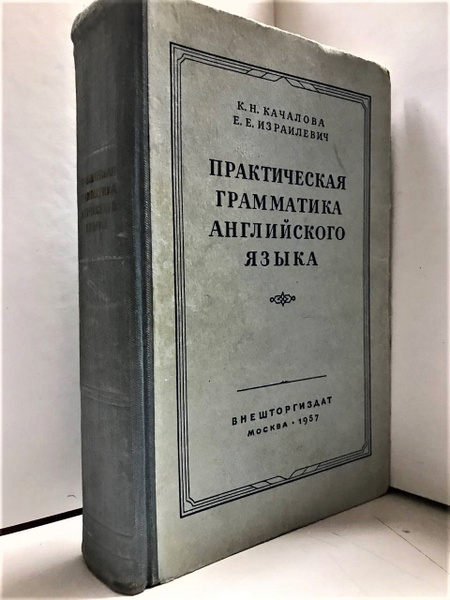 К. Н. КАЧАЛОВА
Е. Е. ИЗРАИЛЕВИЧ
ПРАКТИЧЕСКАЯ
ГРАММАТИКА
АНГЛИЙСКОГО
ЯЗЫКА
ВНЕШТОРГИЗДАТ
МОСКВА · 1957